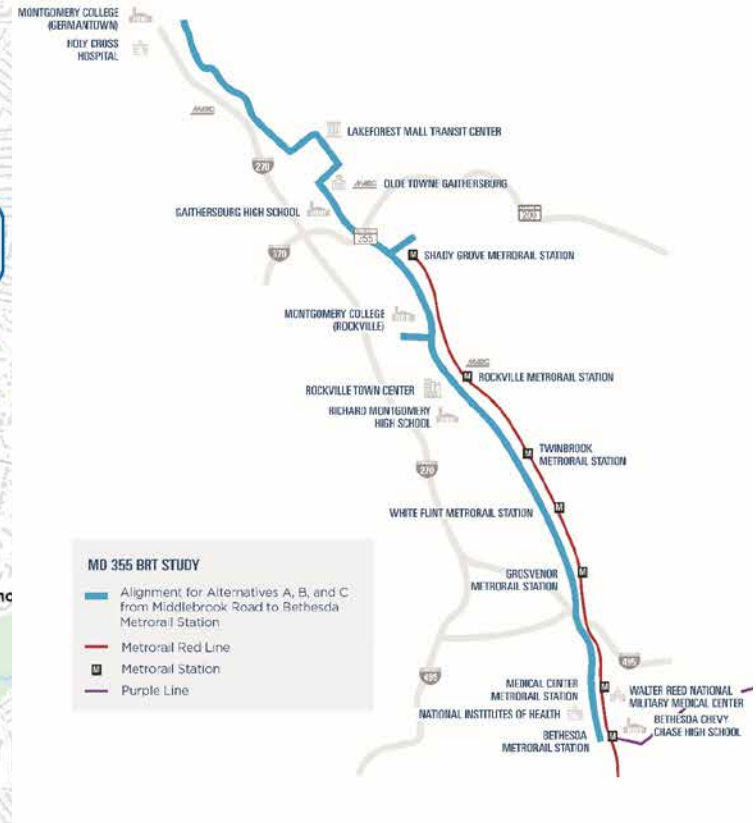 MONTGOMERY COLLEGE
(GERMANTOWN)
HOLY CROSS
HOSPITAL
MARC
LAKEFOREST MALL TRANSIT CENTER
270
MARC
OLDE TOWNE GAITHERSBURG
GAITHERSBURG HIGH SCHOOL
200
355
370
SHADY GROVE METRORAIL STATION
M
MONTGOMERY COLLEGE
(ROCKVILLE)
MARC
M
ROCKVILLE METRORAIL STATION
ROCKVILLE TOWN CENTER
RICHARD MONTGOMERY
HIGH SCHOOL
M
TWINBROOK
METRORAIL STATION
270
M
WHITE FLINT METRORAIL STATION
M
GROSVENOR
METRORAIL STATION
MD 355 BRT STUDY
Alignment for Alternatives A, B, and C
from Middlebrook Road to Bethesda
Metrorail Station
Metrorail Red Line
M Metrorail Station
Purple Line
495
495
MEDICAL CENTER
METRORAIL STATION
M
WALTER REED NATIONAL
MILITARY MEDICAL CENTER
NATIONAL INSTITUTES OF HEALTH
BETHESDA CHEVY
CHASE HIGH SCHOOL
BETHESDA
METRORAIL STATION
M